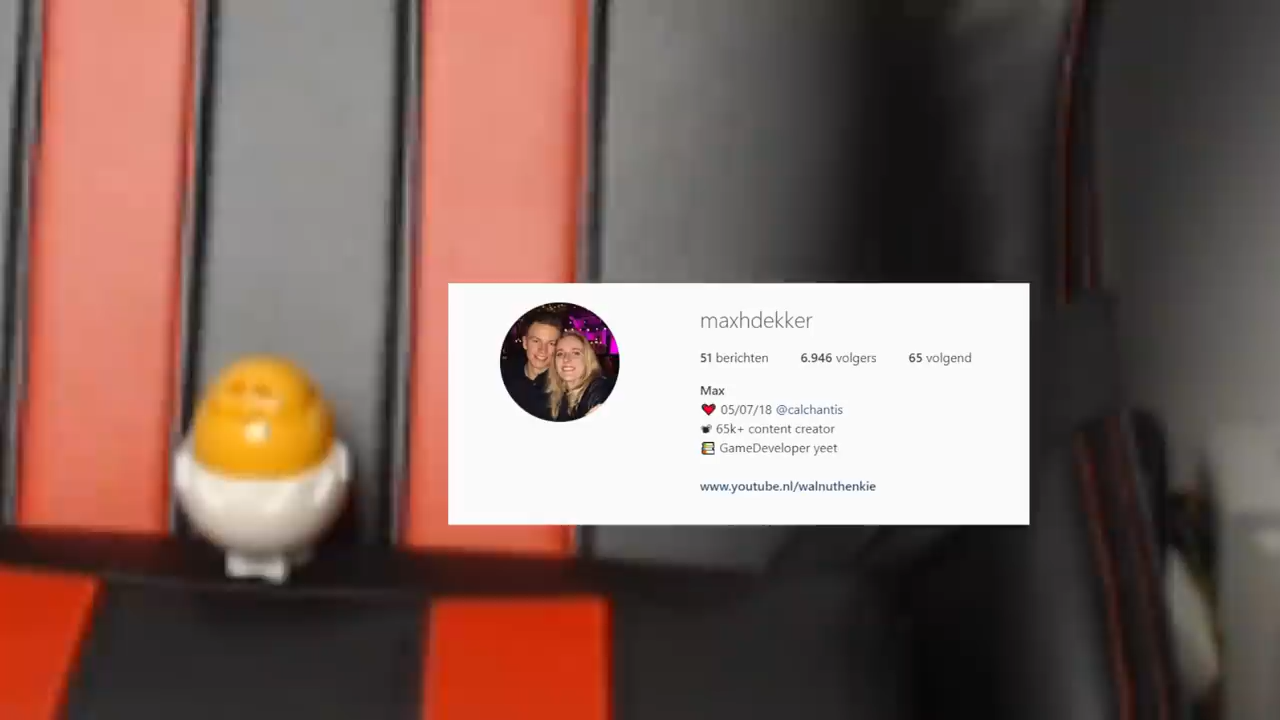 maxhdekker
51 berichten 6.946 volgers 65 volgend
Max
❤️ 05/07/18 @calchantis
65k+ content creator
GameDeveloper yeet
www.youtube.nl/walnuthenkie